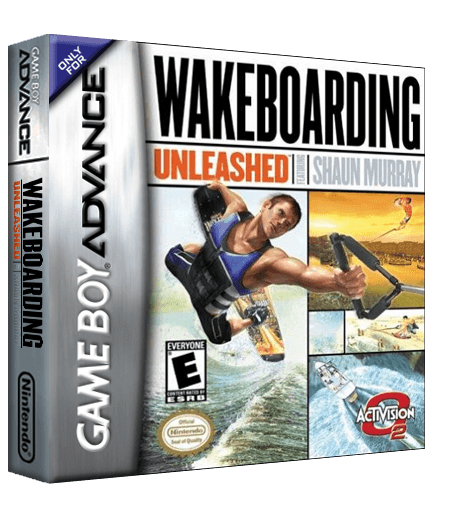 GAME BOY
ADVANCE
WAKEBOARDING
UNLEASHED
Nintendo
ONLY
FOR
GAME BOY ADVANCE
WAKEBOARDING
UNLEASHED
FEATURING
SHAUN MURRAY
EVERYONE
E
CONTENT RATED BY
ESRB
Official
Nintendo
Seal of Quality
ACTIVISION
O2